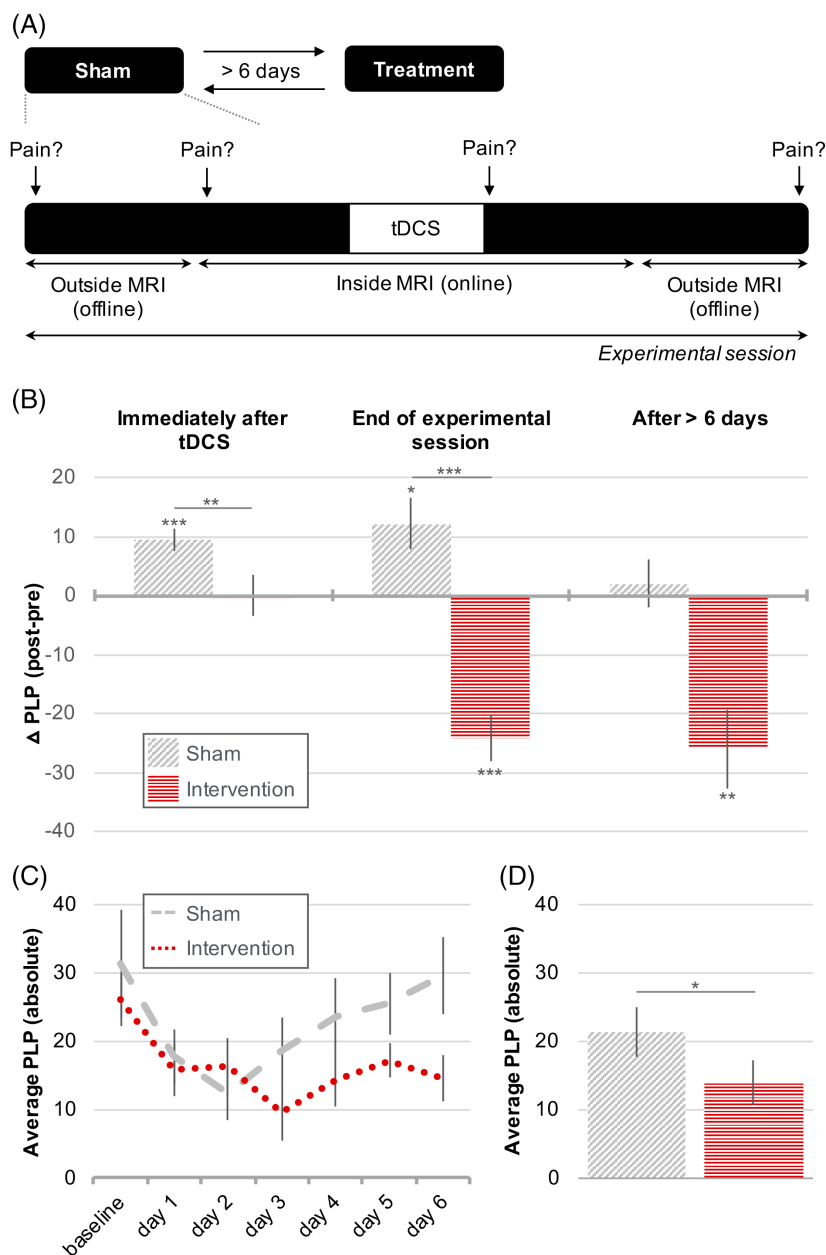 (A)
Sham
> 6 days
Treatment
Pain?
Pain?
Pain?
Pain?
tDCS
Outside MRI
(offline)
Inside MRI (online)
Outside MRI
(offline)
Experimental session
(B)
Immediately after
tDCS
End of experimental
session
After > 6 days
Δ PLP (post-pre)
20
10
0
-10
-20
-30
-40
***
**
*
***
***
**
Sham
Intervention
(C)
Average PLP (absolute)
40
30
20
10
0
Sham
Intervention
baseline
day 1
day 2
day 3
day 4
day 5
day 6
(D)
Average PLP (absolute)
40
30
20
10
0
*